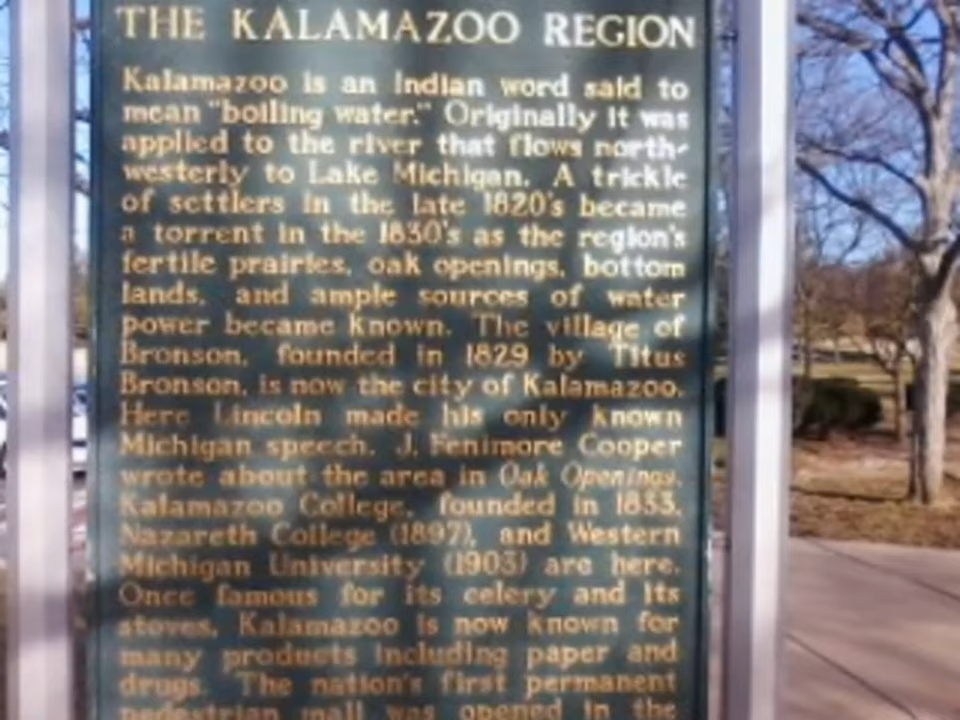 THE KALAMAZOO REGION
Kalamazoo is an Indian word said to
mean "boiling water." Originally it was
applied to the river that flows north-
westerly to Lake Michigan. A trickle
of settlers in the late 1820's became
a torrent in the 1830's as the region's
fertile prairies, oak openings, bottom
lands, and ample sources of water
power became known. The village of
Bronson, founded in 1829 by Titus
Bronson, is now the city of Kalamazoo.
Here Lincoln made his only known
Michigan speech. J. Fenimore Cooper
wrote about the area in Oak Openings.
Kalamazoo College, founded in 1833,
Nazareth College (1897), and Western
Michigan University (1903) are here.
Once famous for its celery and its
stoves, Kalamazoo is now known for
many products including paper and
drugs. The nation's first permanent
pedestrian mall was opened in the